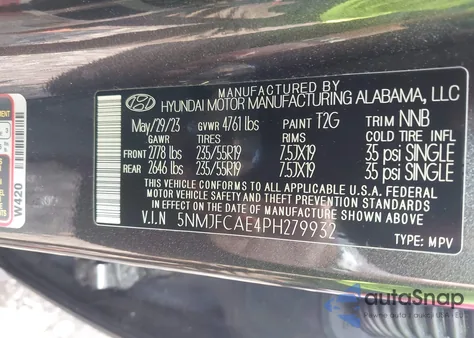 MANUFACTURED BY
HYUNDAI MOTOR MANUFACTURING ALABAMA, LLC
May/29/23 GVWR 4761 lbs PAINT T2G TRIM NNB
GAWR TIRES RIMS COLD TIRE INFLATION
FRONT 2778 lbs 235/55R19 7.5JX19 35 psi SINGLE
REAR 2646 lbs 235/55R19 7.5JX19 35 psi SINGLE
THIS VEHICLE CONFORMS TO ALL APPLICABLE U.S.A FEDERAL
MOTOR VEHICLE SAFETY, BUMPER, AND THEFT PREVENTION STANDARDS
IN EFFECT ON THE DATE OF MANUFACTURE SHOWN ABOVE.
V.I.N 5NMJFCAE4PH279932 TYPE: MPV
W420
autoSnap